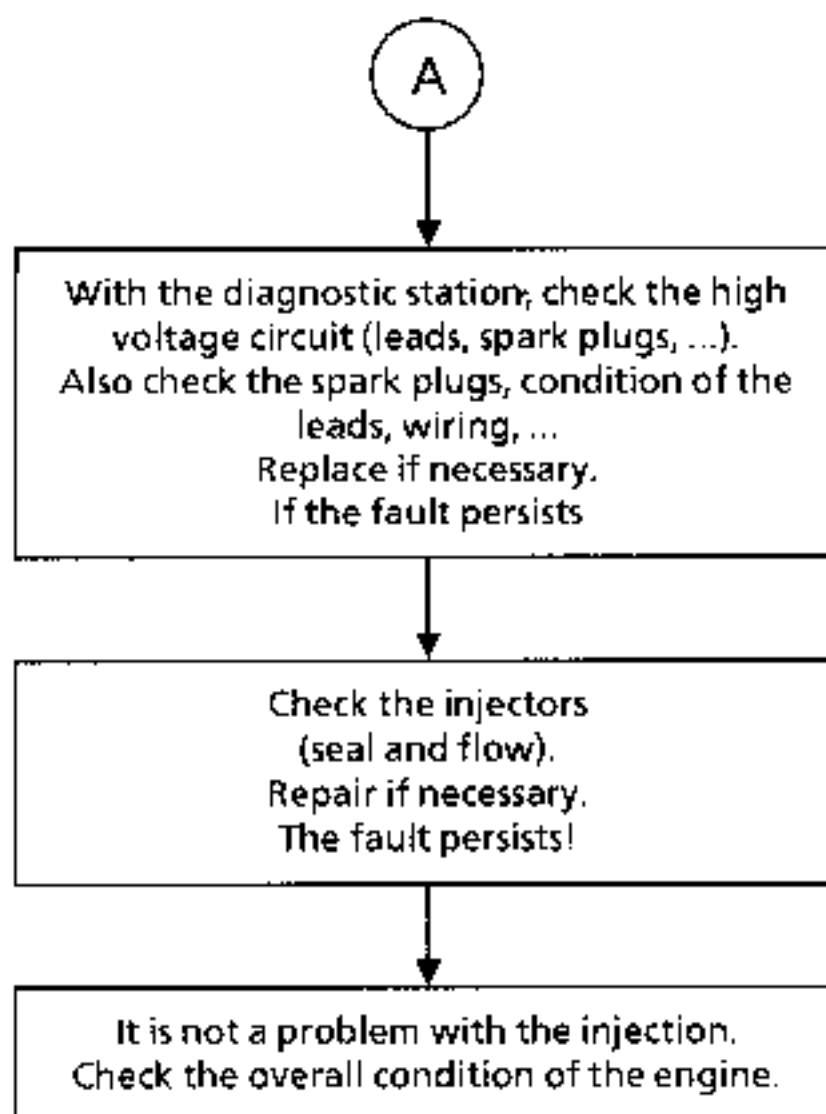 A
With the diagnostic station, check the high
voltage circuit (leads, spark plugs, ...).
Also check the spark plugs, condition of the
leads, wiring, ...
Replace if necessary.
If the fault persists
Check the injectors
(seal and flow).
Repair if necessary.
The fault persists!
It is not a problem with the injection.
Check the overall condition of the engine.